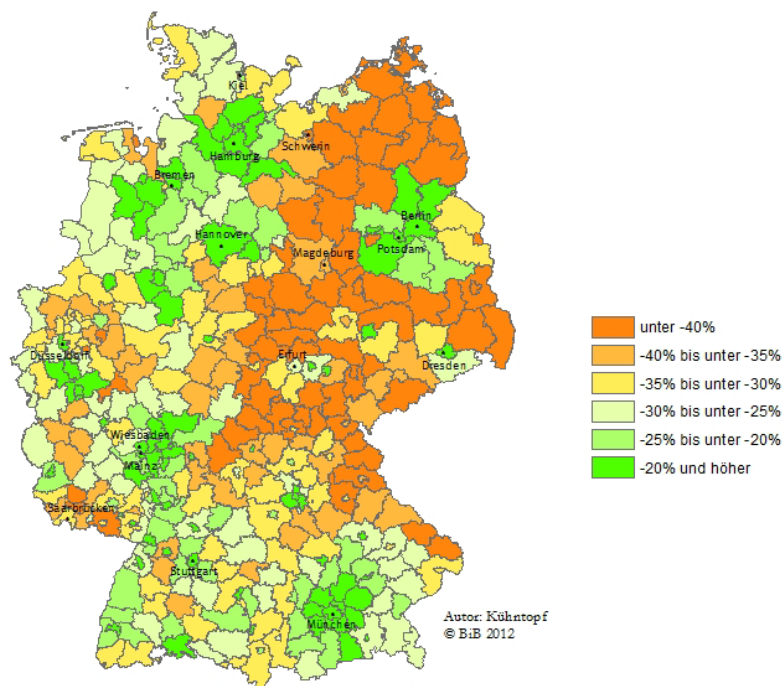 Kiel
Schwerin
Hamburg
Bremen
Berlin
Hannover
Potsdam
Magdeburg
Düsseldorf
Erfurt
Dresden
Wiesbaden
Mainz
Saarbrücken
Stuttgart
München
unter -40%
-40% bis unter -35%
-35% bis unter -30%
-30% bis unter -25%
-25% bis unter -20%
-20% und höher
Autor: Kühntopf
© BiB 2012